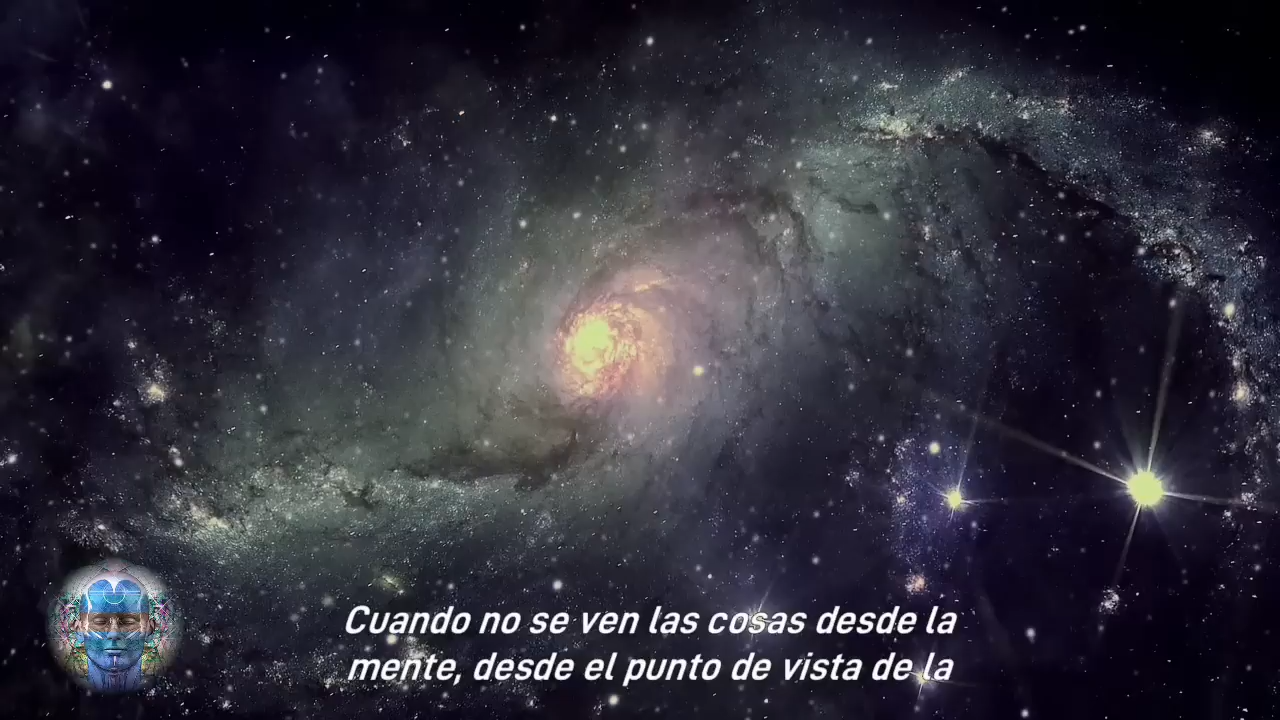 Cuando no se ven las cosas desde la
mente, desde el punto de vista de la